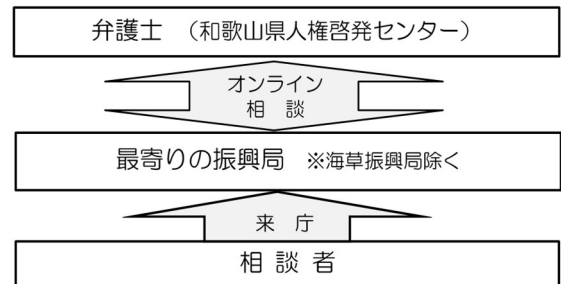 弁護士 （和歌山県人権啓発センター）
オンライン
相 談
最寄りの振興局 ※海草振興局除く
来 庁
相 談 者